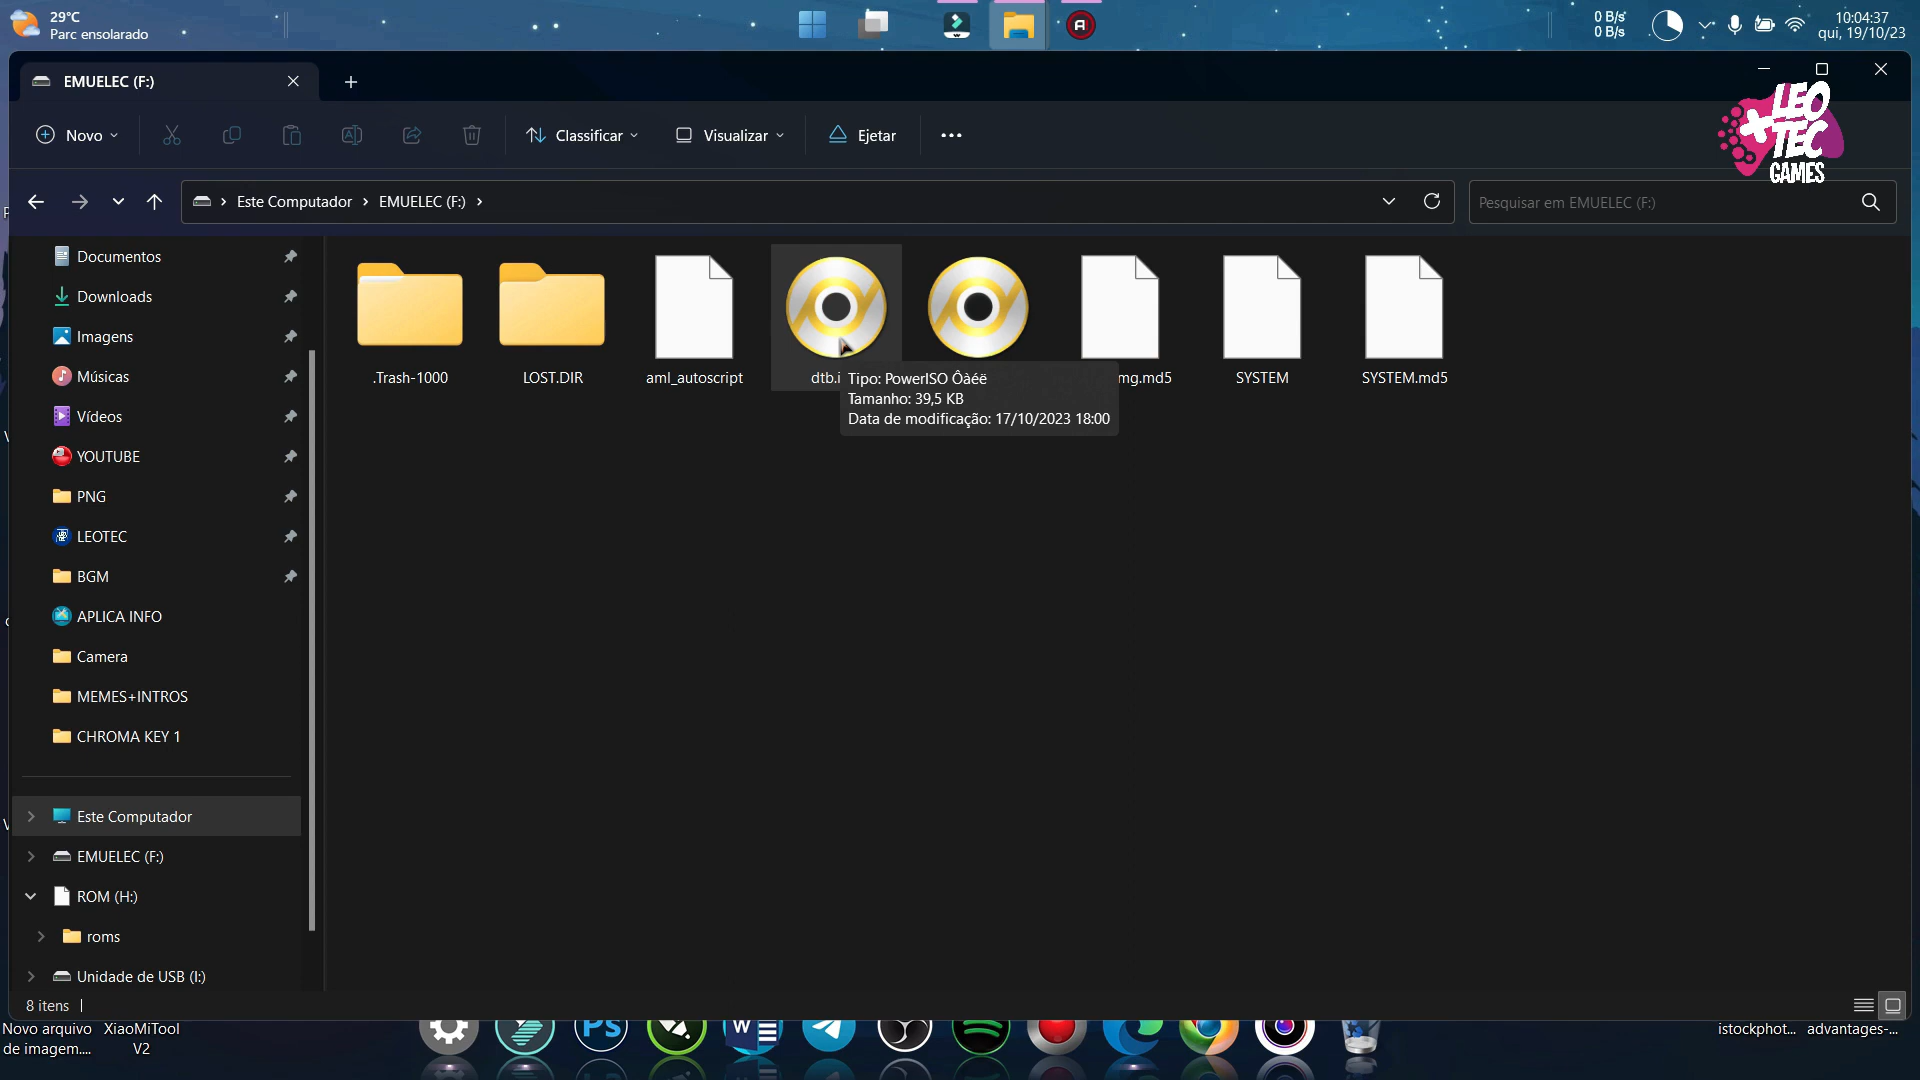 29°C
Parc ensolarado
0 B/s
0 B/s
10:04:37
qui, 19/10/23
EMUELEC (F:)
LEO
+TEC
GAMES
Novo
Classificar
Visualizar
Ejetar
Este Computador
EMUELEC (F:)
Pesquisar em EMUELEC (F:)
Documentos
Downloads
Imagens
Músicas
Vídeos
YOUTUBE
PNG
LEOTEC
BGM
APLICA INFO
Camera
MEMES+INTROS
CHROMA KEY 1
Este Computador
EMUELEC (F:)
ROM (H:)
roms
Unidade de USB (I:)
.Trash-1000
LOST.DIR
aml_autoscript
dtb.i
mg.md5
SYSTEM
SYSTEM.md5
Tipo: PowerISO Ôàéë
Tamanho: 39,5 KB
Data de modificação: 17/10/2023 18:00
8 itens
Novo arquivo
de imagem....
XiaoMiTool
V2
Ps
W
istockphot...
advantages-...